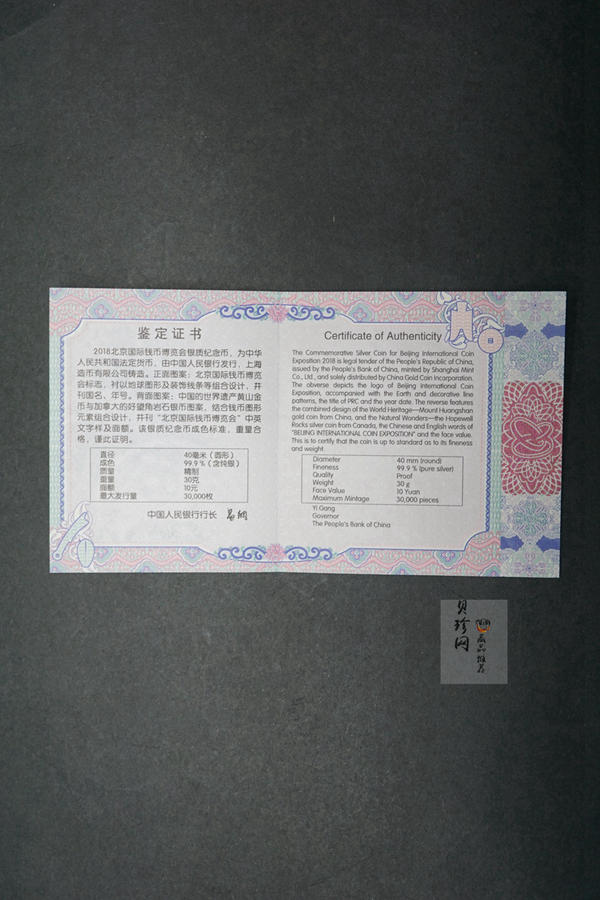 鉴定证书
2018北京国际钱币博览会银质纪念币，为中华
人民共和国法定货币，由中国人民银行发行，上海
造币有限公司铸造。正面图案：北京国际钱币博览
会标志，衬以地球图形及装饰线条等组合设计，并
刊国名、年号。背面图案：中国的世界遗产黄山金
币与加拿大的好望角岩石银币图案，结合钱币图形
元素组合设计，并刊“北京国际钱币博览会”中英
文字样及面额。该银质纪念币成色标准，重量合
格，谨此证明。
直径 40毫米（圆形）
成色 99.9％（含纯银）
质量 精制
重量 30克
面额 10元
最大发行量 30,000枚
中国人民银行行长 易纲
Certificate of Authenticity
The Commemorative Silver Coin for Beijing International Coin
Exposition 2018 is legal tender of the People's Republic of China,
issued by the People's Bank of China, minted by Shanghai Mint
Co., Ltd., and solely distributed by China Gold Coin Incorporation.
The obverse depicts the logo of Beijing International Coin
Exposition, accompanied with the Earth and decorative line
patterns, the title of PRC and the year date. The reverse features
the combined design of the World Heritage—Mount Huangshan
gold coin from China, and the Natural Wonders—the Hopewell
Rocks silver coin from Canada, the Chinese and English words of
"BEIJING INTERNATIONAL COIN EXPOSITION" and the face value.
This is to certify that the coin is up to standard as to its fineness
and weight.
Diameter 40 mm (round)
Fineness 99.9 % (pure silver)
Quality Proof
Weight 30 g
Face Value 10 Yuan
Maximum Mintage 30,000 pieces
Yi Gang
Governor
The People's Bank of China
贝珍网
藏品推荐